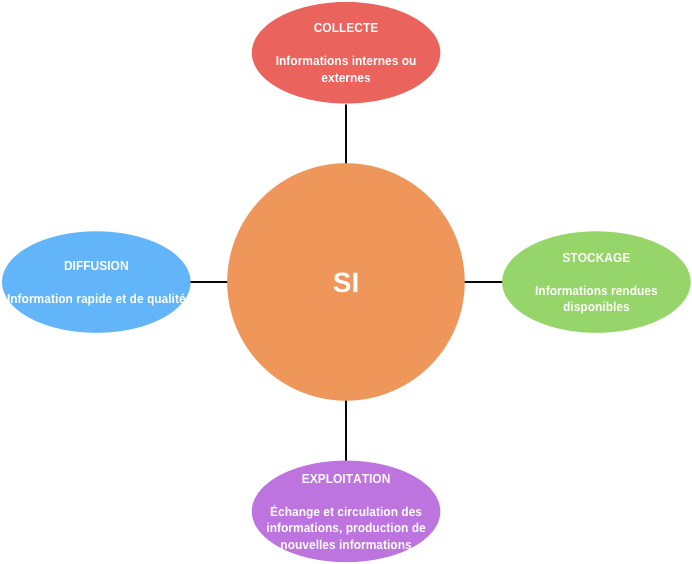 COLLECTE
Informations internes ou
externes
SI
DIFFUSION
Information rapide et de qualité
STOCKAGE
Informations rendues
disponibles
EXPLOITATION
Échange et circulation des
informations, production de
nouvelles informations